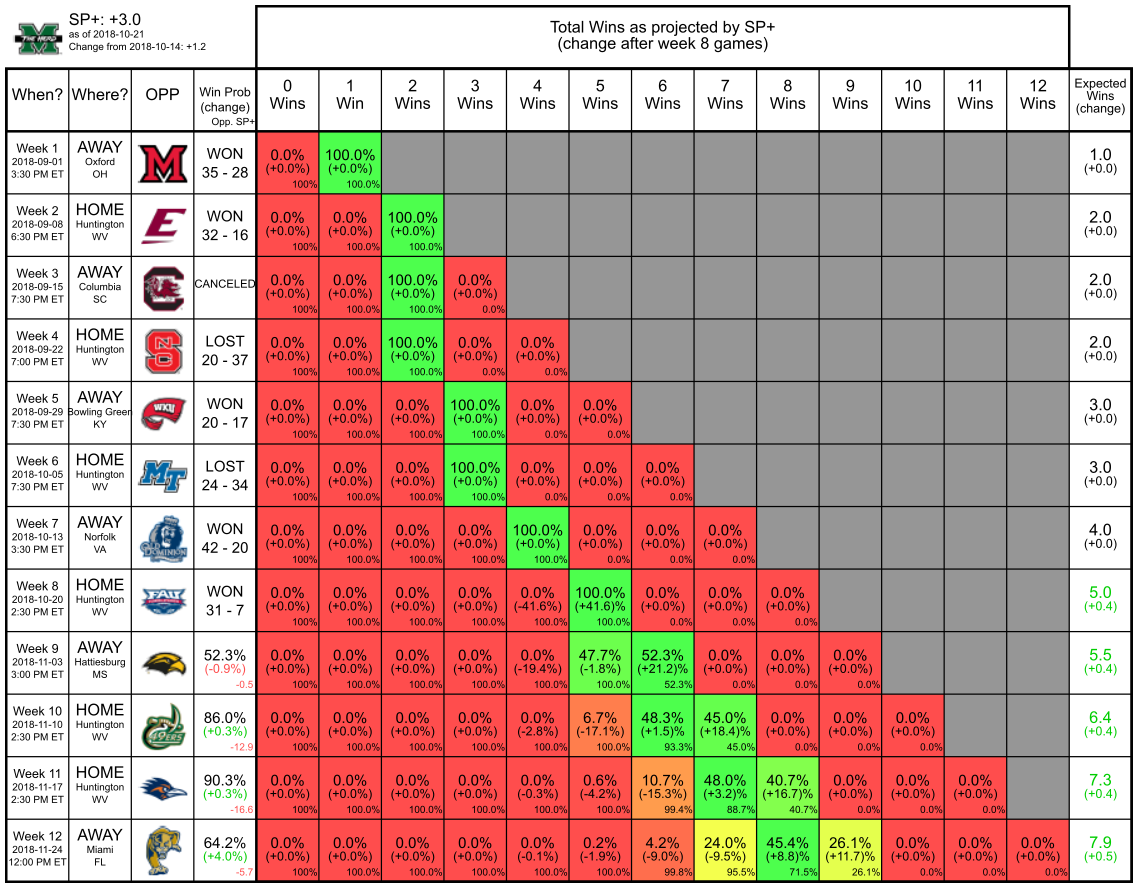 SP+: +3.0
as of 2018-10-21
Change from 2018-10-14: +1.2
THE HERD
Total Wins as projected by SP+
(change after week 8 games)
When? Where? OPP Win Prob (change) Opp. SP+ 0 Wins 1 Win 2 Wins 3 Wins 4 Wins 5 Wins 6 Wins 7 Wins 8 Wins 9 Wins 10 Wins 11 Wins 12 Wins Expected Wins (change)
Week 1 AWAY WON 0.0% 100.0% 1.0
2018-09-01 Oxford 35 - 28 (+0.0%) (+0.0%) (+0.0)
3:30 PM ET OH 100% 100.0%
Week 2 HOME WON 0.0% 0.0% 100.0% 2.0
2018-09-08 Huntington 32 - 16 (+0.0%) (+0.0%) (+0.0%) (+0.0)
6:30 PM ET WV 100% 100.0% 100.0%
Week 3 AWAY CANCELED 0.0% 0.0% 100.0% 0.0% 2.0
2018-09-15 Columbia (+0.0%) (+0.0%) (+0.0%) (+0.0%) (+0.0)
7:30 PM ET SC 100% 100.0% 100.0% 0.0%
Week 4 HOME LOST 0.0% 0.0% 100.0% 0.0% 0.0% 2.0
2018-09-22 Huntington NC S 20 - 37 (+0.0%) (+0.0%) (+0.0%) (+0.0%) (+0.0%) (+0.0)
7:00 PM ET WV 100% 100.0% 100.0% 0.0% 0.0%
Week 5 AWAY WON 0.0% 0.0% 0.0% 100.0% 0.0% 0.0% 3.0
2018-09-29 Bowling Green WKU 20 - 17 (+0.0%) (+0.0%) (+0.0%) (+0.0%) (+0.0%) (+0.0%) (+0.0)
7:30 PM ET KY 100% 100.0% 100.0% 100.0% 0.0% 0.0%
Week 6 HOME LOST 0.0% 0.0% 0.0% 100.0% 0.0% 0.0% 0.0% 3.0
2018-10-05 Huntington MT 24 - 34 (+0.0%) (+0.0%) (+0.0%) (+0.0%) (+0.0%) (+0.0%) (+0.0%) (+0.0)
7:30 PM ET WV 100% 100.0% 100.0% 100.0% 0.0% 0.0% 0.0%
Week 7 AWAY WON 0.0% 0.0% 0.0% 0.0% 100.0% 0.0% 0.0% 0.0% 4.0
2018-10-13 Norfolk OLD DOMINION 42 - 20 (+0.0%) (+0.0%) (+0.0%) (+0.0%) (+0.0%) (+0.0%) (+0.0%) (+0.0%) (+0.0)
3:30 PM ET VA 100% 100.0% 100.0% 100.0% 100.0% 0.0% 0.0% 0.0%
Week 8 HOME WON 0.0% 0.0% 0.0% 0.0% 0.0% 100.0% 0.0% 0.0% 0.0% 5.0
2018-10-20 Huntington FAU 31 - 7 (+0.0%) (+0.0%) (+0.0%) (+0.0%) (-41.6%) (+41.6)% (+0.0%) (+0.0%) (+0.0%) (+0.4)
2:30 PM ET WV 100% 100.0% 100.0% 100.0% 100.0% 100.0% 0.0% 0.0% 0.0%
Week 9 AWAY 52.3% 0.0% 0.0% 0.0% 0.0% 0.0% 47.7% 52.3% 0.0% 0.0% 0.0% 5.5
2018-11-03 Hattiesburg (-0.9%) (+0.0%) (+0.0%) (+0.0%) (+0.0%) (-19.4%) (-1.8%) (+21.2)% (+0.0%) (+0.0%) (+0.0%) (+0.4)
3:00 PM ET MS -0.5 100% 100.0% 100.0% 100.0% 100.0% 100.0% 52.3% 0.0% 0.0% 0.0%
Week 10 HOME 86.0% 0.0% 0.0% 0.0% 0.0% 0.0% 6.7% 48.3% 45.0% 0.0% 0.0% 0.0% 6.4
2018-11-10 Huntington 49ERS (+0.3%) (+0.0%) (+0.0%) (+0.0%) (+0.0%) (-2.8%) (-17.1%) (+1.5)% (+18.4)% (+0.0%) (+0.0%) (+0.0%) (+0.4)
2:30 PM ET WV -12.9 100% 100.0% 100.0% 100.0% 100.0% 100.0% 93.3% 45.0% 0.0% 0.0% 0.0%
Week 11 HOME 90.3% 0.0% 0.0% 0.0% 0.0% 0.0% 0.6% 10.7% 48.0% 40.7% 0.0% 0.0% 0.0% 7.3
2018-11-17 Huntington (+0.3%) (+0.0%) (+0.0%) (+0.0%) (+0.0%) (-0.3%) (-4.2%) (-15.3%) (+3.2)% (+16.7)% (+0.0%) (+0.0%) (+0.0%) (+0.4)
2:30 PM ET WV -16.6 100% 100.0% 100.0% 100.0% 100.0% 100.0% 99.4% 88.7% 40.7% 0.0% 0.0% 0.0%
Week 12 AWAY 64.2% 0.0% 0.0% 0.0% 0.0% 0.0% 0.2% 4.2% 24.0% 45.4% 26.1% 0.0% 0.0% 0.0% 7.9
2018-11-24 Miami (+4.0%) (+0.0%) (+0.0%) (+0.0%) (+0.0%) (-0.1%) (-1.9%) (-9.0%) (-9.5%) (+8.8)% (+11.7)% (+0.0%) (+0.0%) (+0.0%) (+0.5)
12:00 PM ET FL -5.7 100% 100.0% 100.0% 100.0% 100.0% 100.0% 99.8% 95.5% 71.5% 26.1% 0.0% 0.0% 0.0%